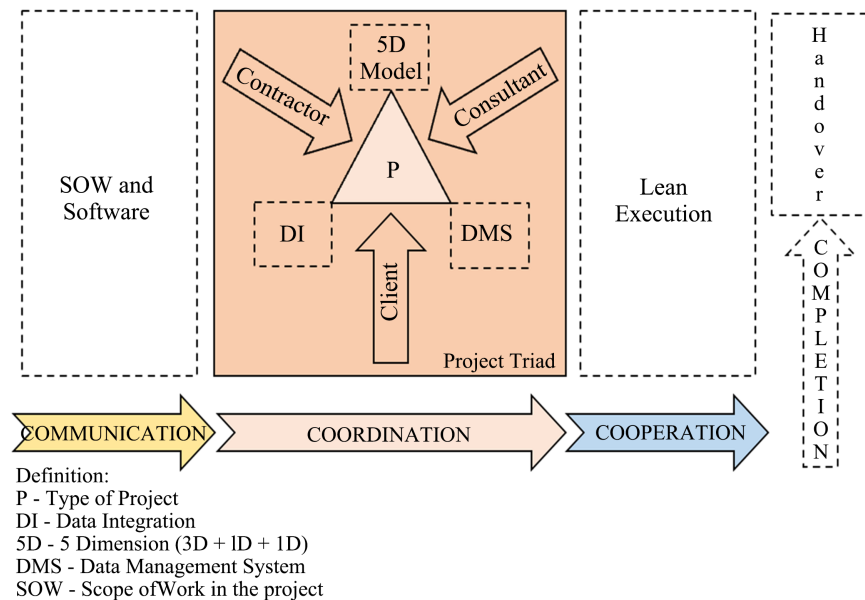 SOW and
Software
5D
Model
Contractor
Consultant
P
DI
DMS
Client
Project Triad
Lean
Execution
Handover
COMPLETION
COMMUNICATION
COORDINATION
COOPERATION
Definition:
P - Type of Project
DI - Data Integration
5D - 5 Dimension (3D + lD + 1D)
DMS - Data Management System
SOW - Scope ofWork in the project